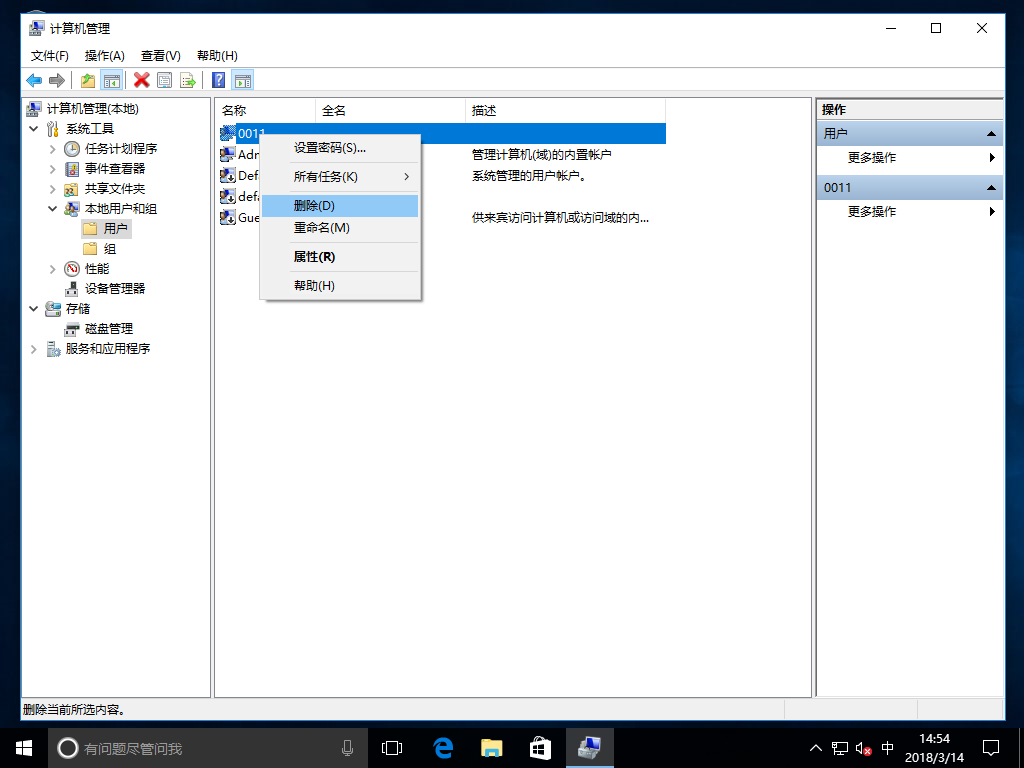 计算机管理
文件(F) 操作(A) 查看(V) 帮助(H)
计算机管理(本地)
系统工具
任务计划程序
事件查看器
共享文件夹
本地用户和组
用户
组
性能
设备管理器
存储
磁盘管理
服务和应用程序
名称 全名 描述
0011
管理计算机(域)的内置帐户
系统管理的用户帐户。
供来宾访问计算机或访问域的内...
设置密码(S)...
所有任务(K)
删除(D)
重命名(M)
属性(R)
帮助(H)
操作
用户
更多操作
0011
更多操作
删除当前所选内容。
有问题尽管问我
中
14:54
2018/3/14